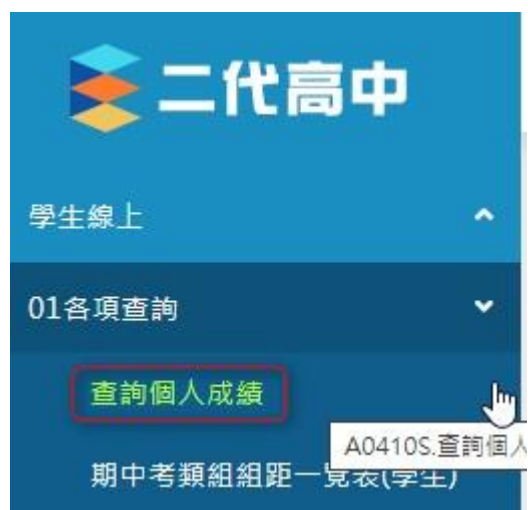 二代高中
學生線上
01各項查詢
查詢個人成績
A0410S.查詢個人
期中考類組組距一覽表(學生)